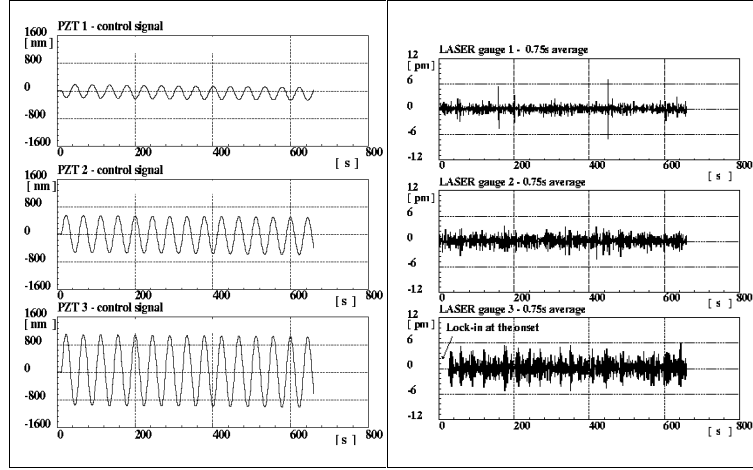 PZT 1 - control signal
1600
[ nm ]
800
0
-800
-1600
0 200 400 600 800
[ s ]
PZT 2 - control signal
1600
[ nm ]
800
0
-800
-1600
0 200 400 600 800
[ s ]
PZT 3 - control signal
1600
[ nm ]
800
0
-800
-1600
0 200 400 600 800
[ s ]
LASER gauge 1 - 0.75s average
12
[ pm ]
6
0
-6
-12
0 200 400 600 800
[ s ]
LASER gauge 2 - 0.75s average
12
[ pm ]
6
0
-6
-12
0 200 400 600 800
[ s ]
LASER gauge 3 - 0.75s average
12
[ pm ]
Lock-in at the onset
6
0
-6
-12
0 200 400 600 800
[ s ]